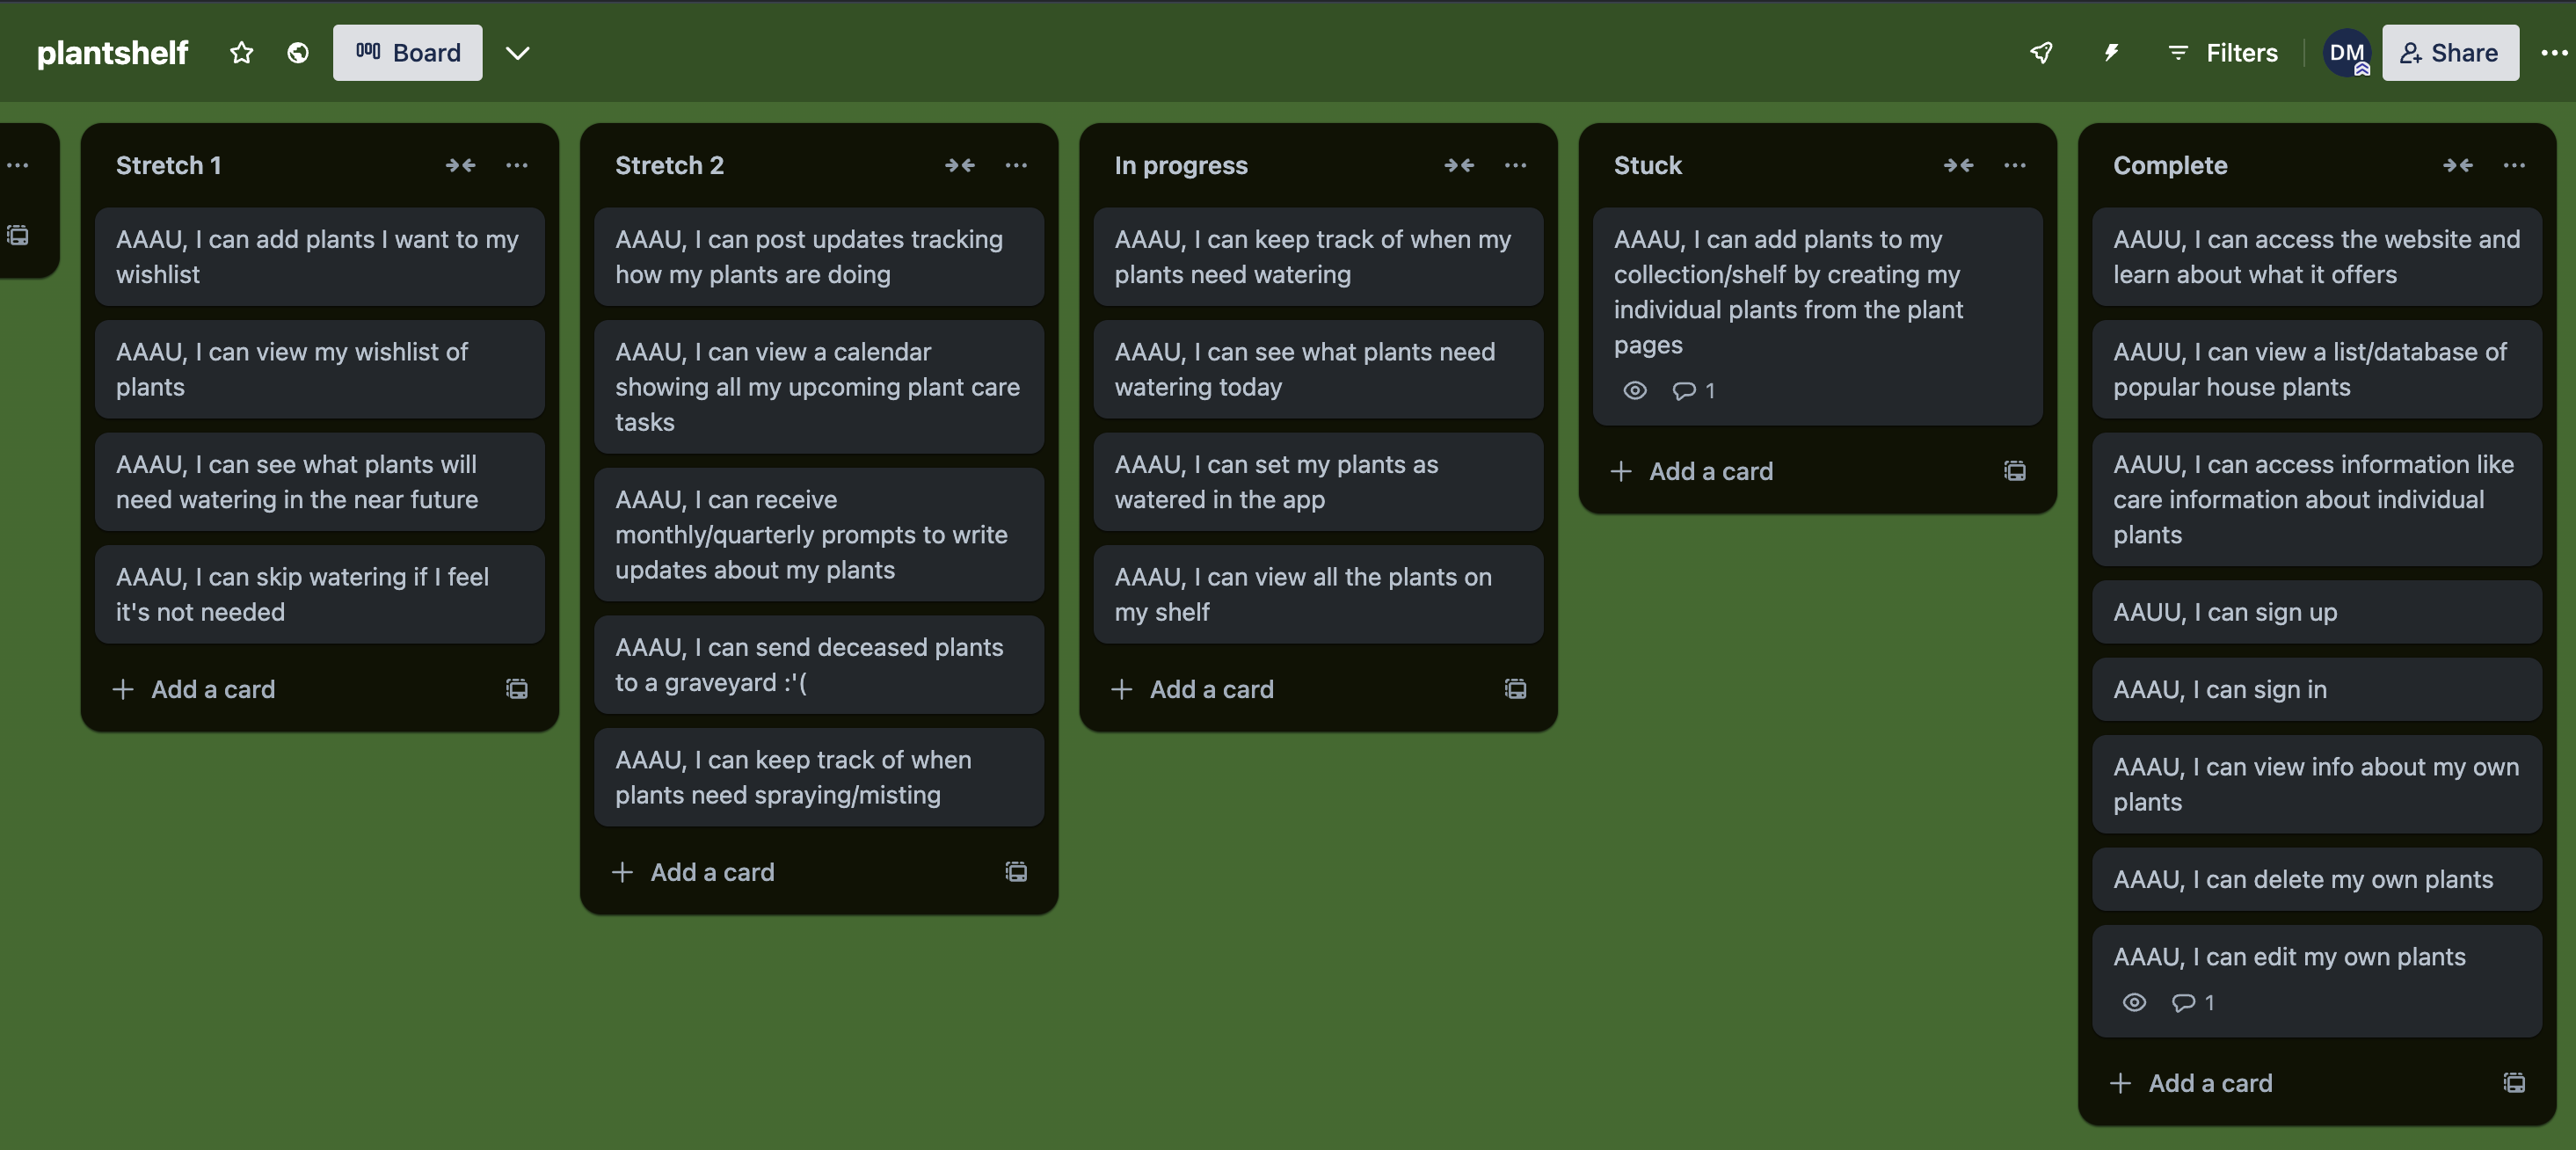 plantshelf
Board
Filters
DM
Share
Stretch 1
AAAU, I can add plants I want to my
wishlist
AAAU, I can view my wishlist of
plants
AAAU, I can see what plants will
need watering in the near future
AAAU, I can skip watering if I feel
it's not needed
Add a card
Stretch 2
AAAU, I can post updates tracking
how my plants are doing
AAAU, I can view a calendar
showing all my upcoming plant care
tasks
AAAU, I can receive
monthly/quarterly prompts to write
updates about my plants
AAAU, I can send deceased plants
to a graveyard :'(
AAAU, I can keep track of when
plants need spraying/misting
Add a card
In progress
AAAU, I can keep track of when my
plants need watering
AAAU, I can see what plants need
watering today
AAAU, I can set my plants as
watered in the app
AAAU, I can view all the plants on
my shelf
Add a card
Stuck
AAAU, I can add plants to my
collection/shelf by creating my
individual plants from the plant
pages
1
Add a card
Complete
AAUU, I can access the website and
learn about what it offers
AAUU, I can view a list/database of
popular house plants
AAUU, I can access information like
care information about individual
plants
AAUU, I can sign up
AAAU, I can sign in
AAAU, I can view info about my own
plants
AAAU, I can delete my own plants
AAAU, I can edit my own plants
1
Add a card